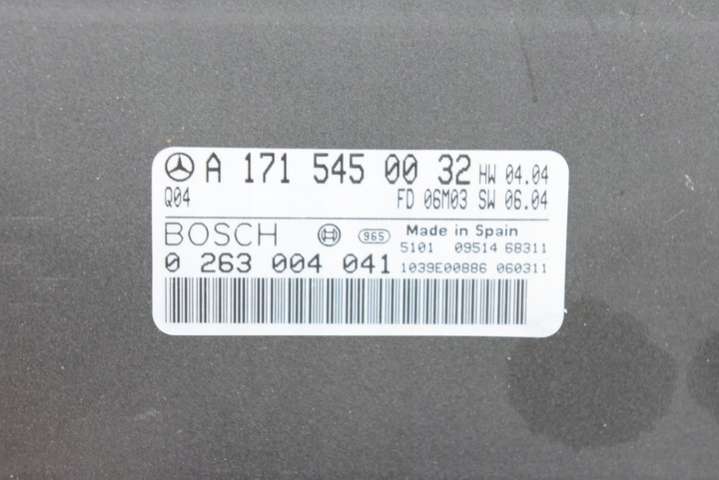 A 171 545 00 32 HW 04.04
Q04 FD 06M03 SW 06.04
BOSCH 965 Made in Spain
5101 09514 68311
0 263 004 041 1039E00886 060311